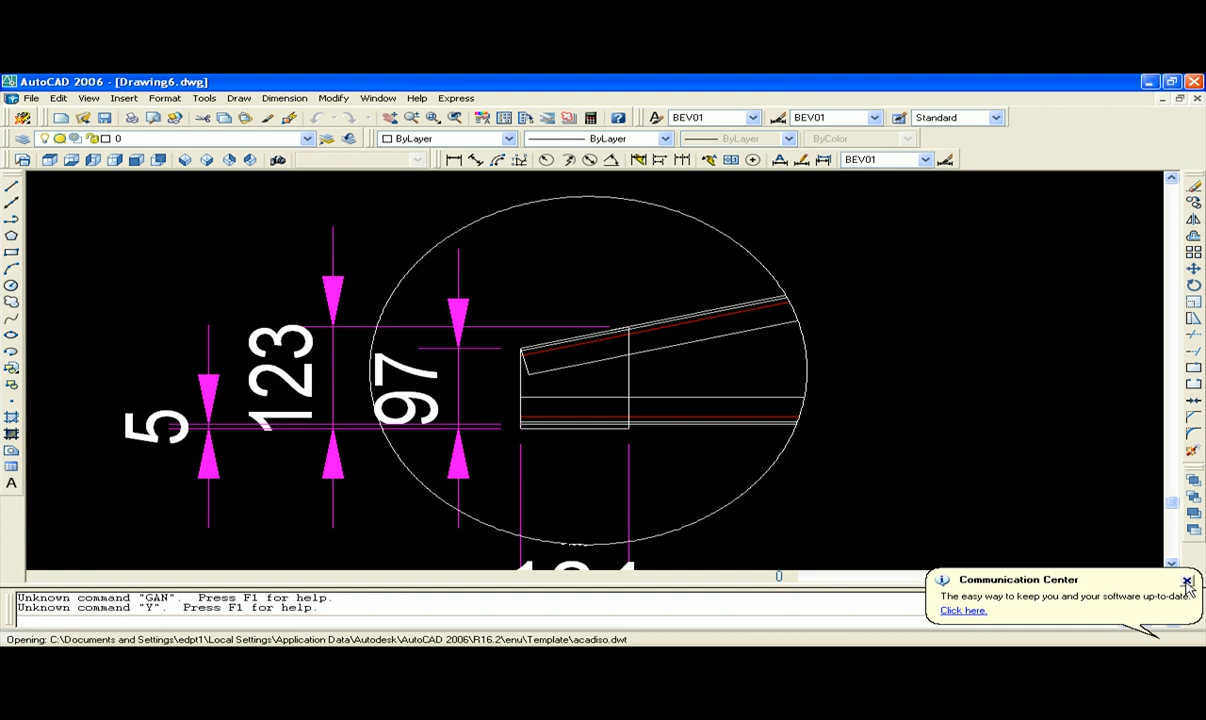 AutoCAD 2006 - [Drawing6.dwg]
File Edit View Insert Format Tools Draw Dimension Modify Window Help Express
BEV01 BEV01 Standard
0 ByLayer ByLayer ByLayer ByColor
BEV01
123
97
5
A
Communication Center
The easy way to keep you and your software up-to-date.
Click here.
Unknown command "GAN". Press F1 for help.
Unknown command "Y". Press F1 for help.
Opening: C:\Documents and Settings\edpt1\Local Settings\Application Data\Autodesk\AutoCAD 2006\R16.2\enu\Template\acadiso.dwt